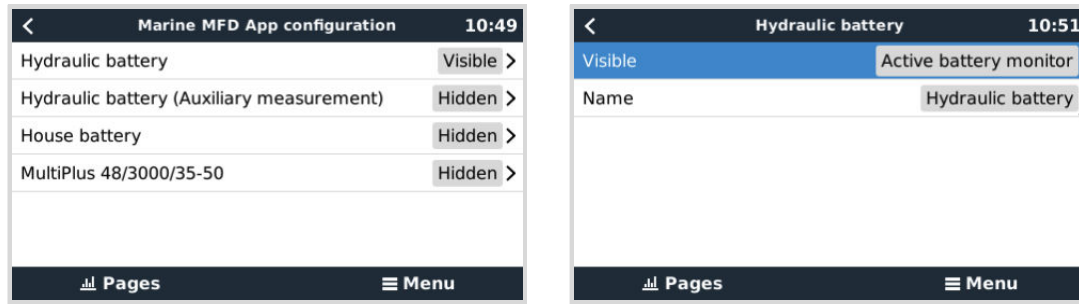 Marine MFD App configuration 10:49
Hydraulic battery Visible
Hydraulic battery (Auxiliary measurement) Hidden
House battery Hidden
MultiPlus 48/3000/35-50 Hidden
Pages Menu
Hydraulic battery 10:51
Visible Active battery monitor
Name Hydraulic battery
Pages Menu